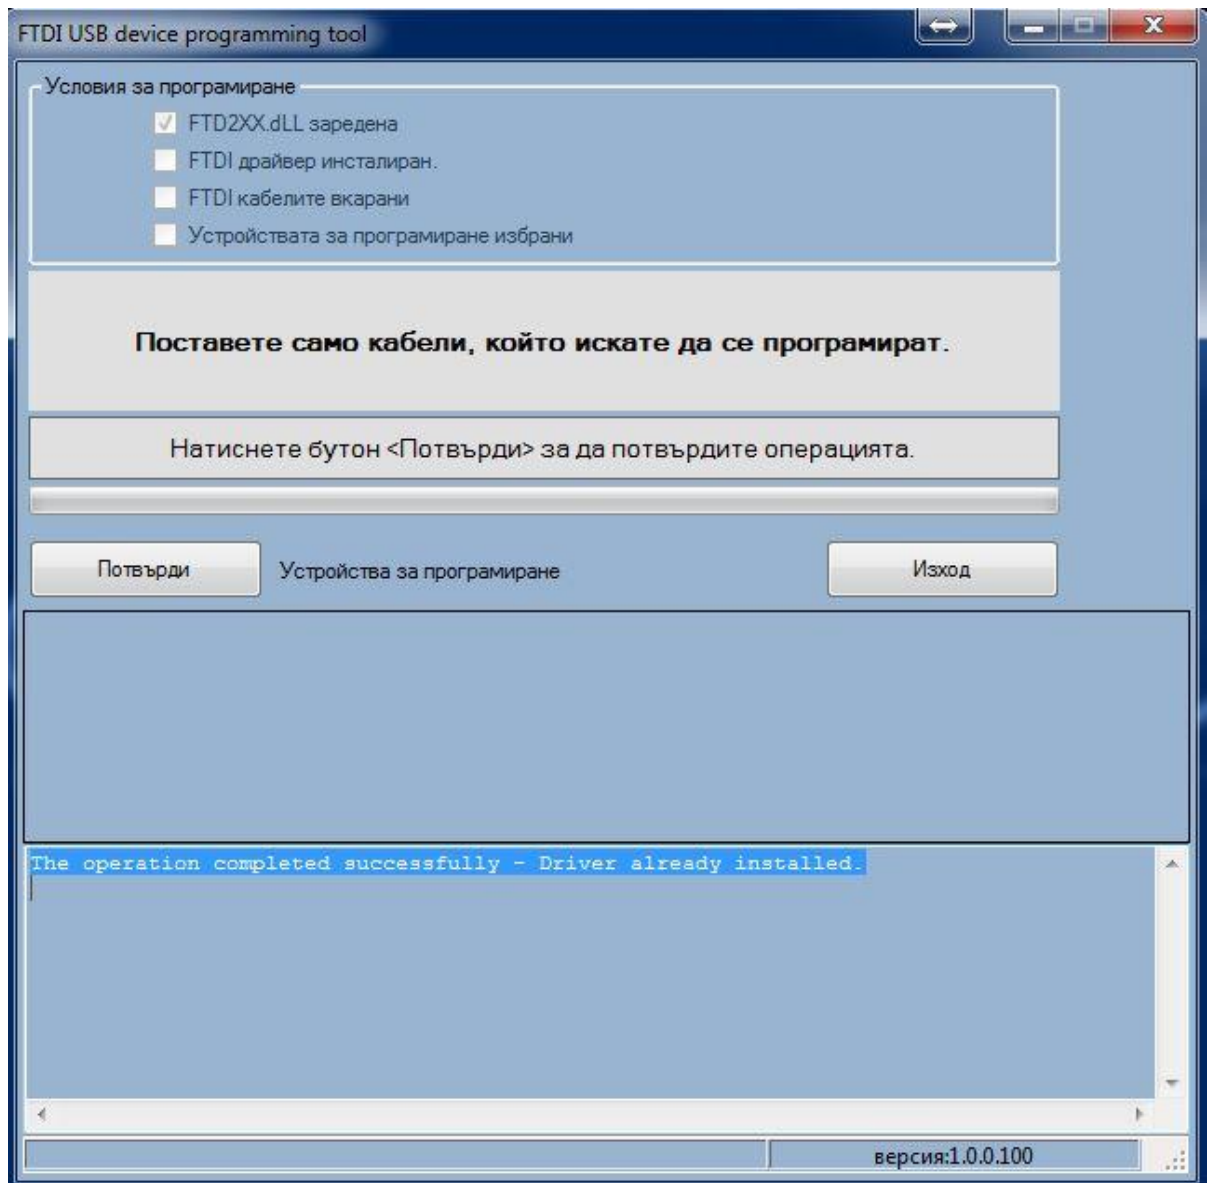 FTDI USB device programming tool
Условия за програмиране
FTD2XX.dLL заредена
FTDI драйвер инсталиран.
FTDI кабелите вкарани
Устройствата за програмиране избрани
Поставете само кабели, който искате да се програмират.
Натиснете бутон <Потвърди> за да потвърдите операцията.
Потвърди
Устройства за програмиране
Изход
The operation completed successfully - Driver already installed.
версия:1.0.0.100